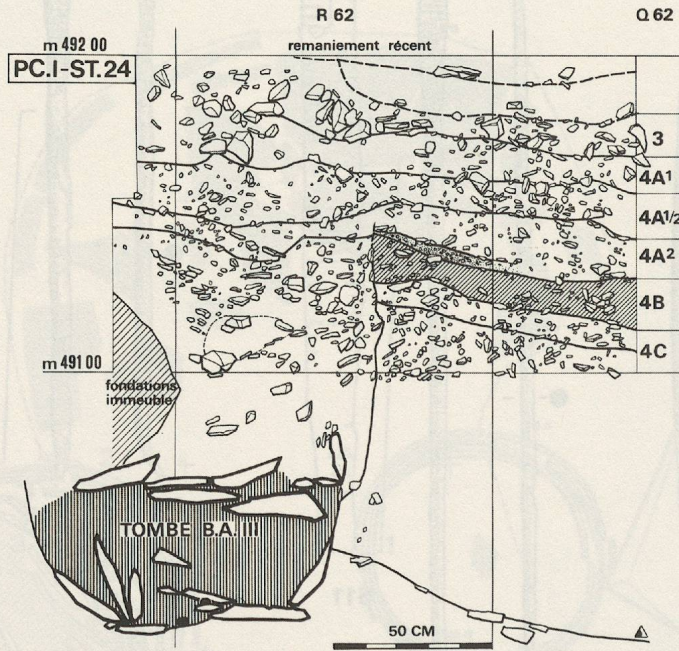 R 62
Q 62
m 492 00
remaniement récent
PC.I-ST.24
3
4A1
4A1/2
4A2
4B
4C
m 491 00
fondations
immeuble
TOMBE B.A. III
50 CM